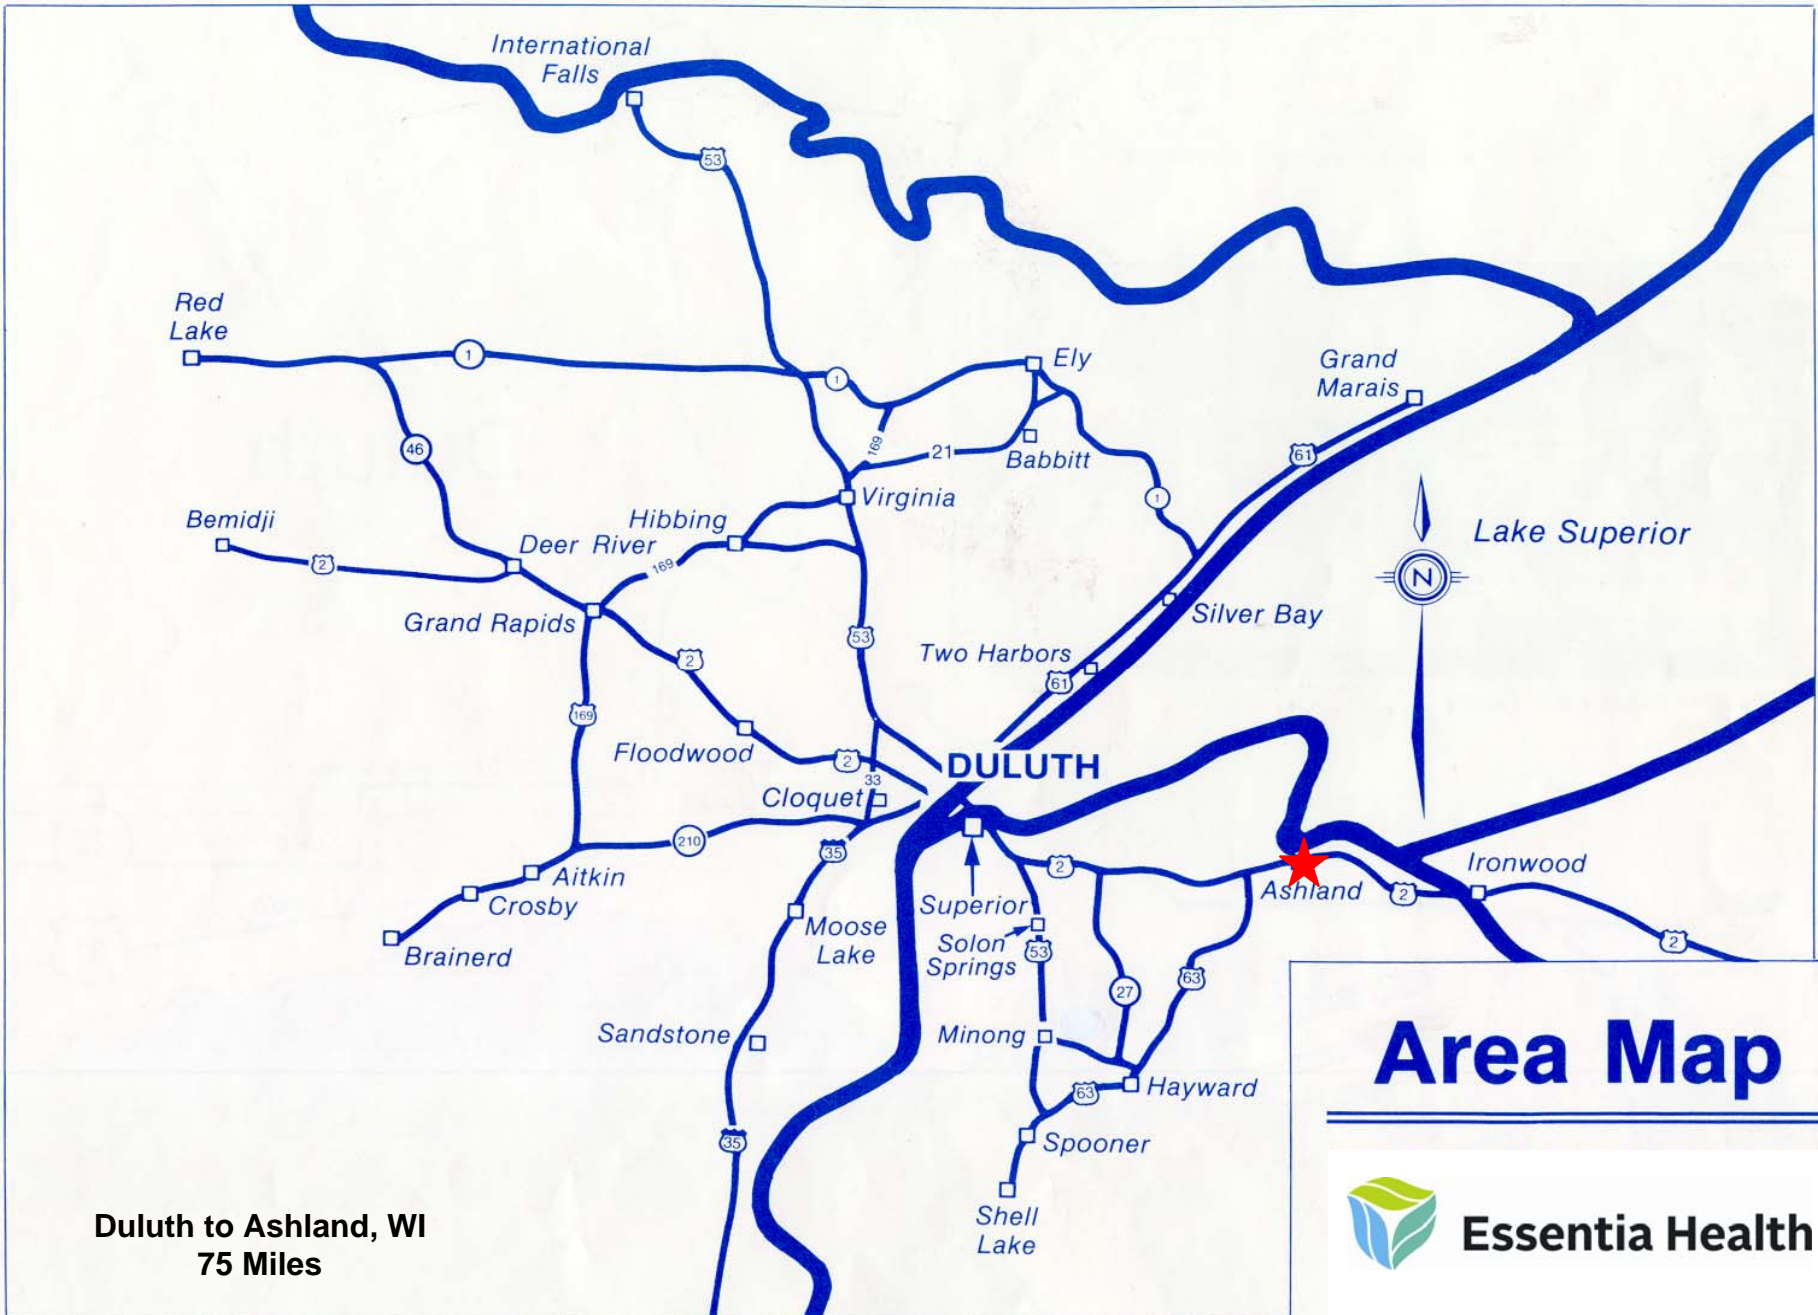 International
Falls
53
Red
Lake
1
1
Ely
Grand
Marais
46
169
21
Babbitt
61
Virginia
1
Bemidji
Hibbing
Lake Superior
2
Deer River
169
N
Grand Rapids
Silver Bay
53
Two Harbors
2
61
169
Floodwood
2
DULUTH
33
Cloquet
210
35
2
Ironwood
Aitkin
Ashland
2
Crosby
Superior
Moose
Lake
Brainerd
Solon
Springs
53
2
63
27
Sandstone
Minong
Area Map
Hayward
63
35
Spooner
Shell
Lake
Duluth to Ashland, WI
75 Miles
Essentia Health